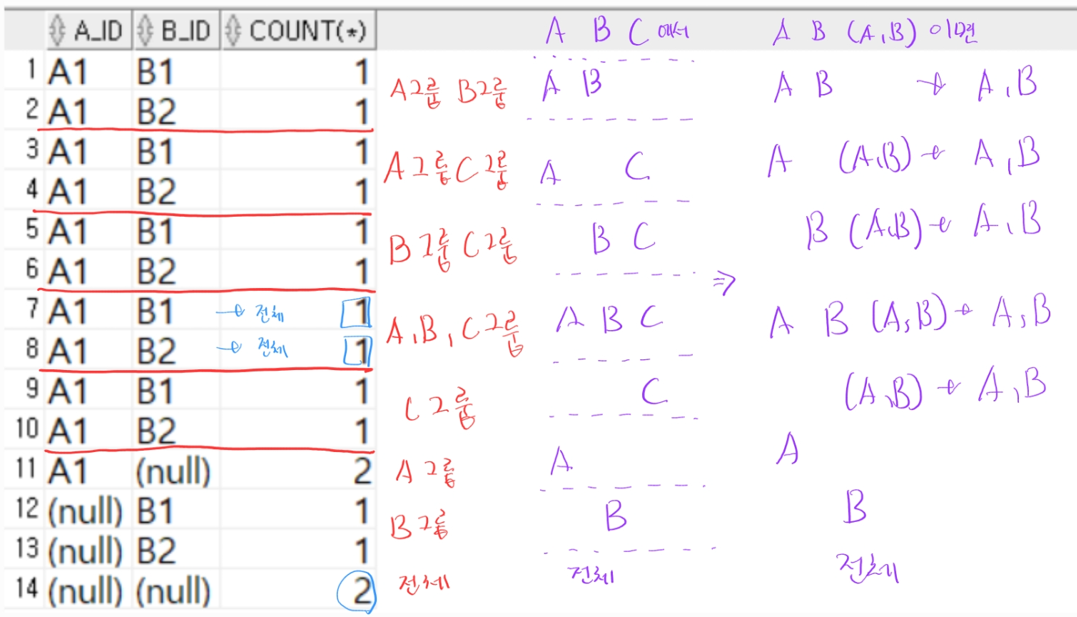 A_ID B_ID COUNT(*) A B C 에서 A B (A,B) 이면
1 A1 B1 1 A그룹 B그룹 A B A B → A,B
2 A1 B2 1
3 A1 B1 1 A그룹 C그룹 A C A (A,B) → A,B
4 A1 B2 1
5 A1 B1 1 B그룹 C그룹 B C B (A,B) → A,B
6 A1 B2 1
⇒
7 A1 B1 → 전체 1 A,B,C그룹 A B C A B (A,B) → A,B
8 A1 B2 → 전체 1
9 A1 B1 1 C그룹 C (A,B) → A,B
10 A1 B2 1
11 A1 (null) 2 A그룹 A A
12 (null) B1 1 B그룹 B B
13 (null) B2 1
14 (null) (null) 2 전체 전체 전체